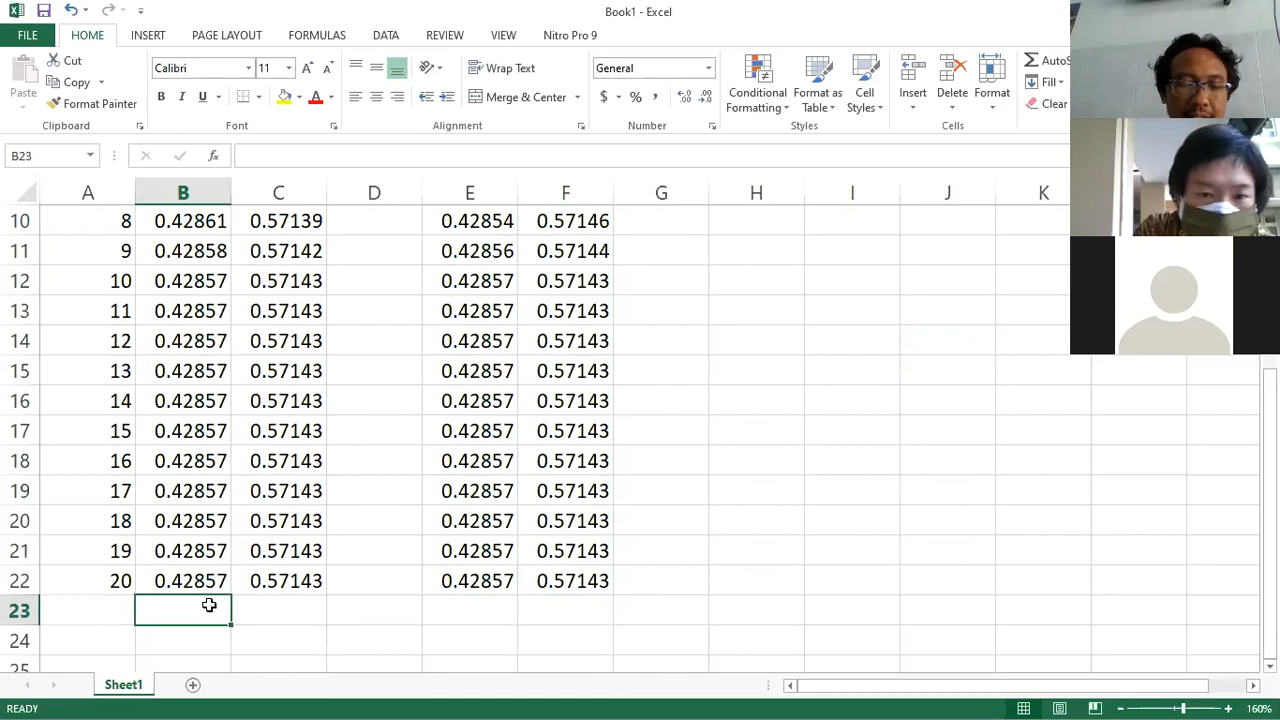 Book1 - Excel
FILE HOME INSERT PAGE LAYOUT FORMULAS DATA REVIEW VIEW Nitro Pro 9
Paste
Cut
Copy
Format Painter
Clipboard
Calibri 11
B I U A
Font
Wrap Text
Merge & Center
Alignment
General
$ % ,
Number
Conditional Formatting
Format as Table
Cell Styles
Styles
Insert
Delete
Format
Cells
AutoS
Fill
Clear
B23
fx
A B C D E F G H I J K
10 8 0.42861 0.57139 0.42854 0.57146
11 9 0.42858 0.57142 0.42856 0.57144
12 10 0.42857 0.57143 0.42857 0.57143
13 11 0.42857 0.57143 0.42857 0.57143
14 12 0.42857 0.57143 0.42857 0.57143
15 13 0.42857 0.57143 0.42857 0.57143
16 14 0.42857 0.57143 0.42857 0.57143
17 15 0.42857 0.57143 0.42857 0.57143
18 16 0.42857 0.57143 0.42857 0.57143
19 17 0.42857 0.57143 0.42857 0.57143
20 18 0.42857 0.57143 0.42857 0.57143
21 19 0.42857 0.57143 0.42857 0.57143
22 20 0.42857 0.57143 0.42857 0.57143
23
24
25
Sheet1
READY
160%